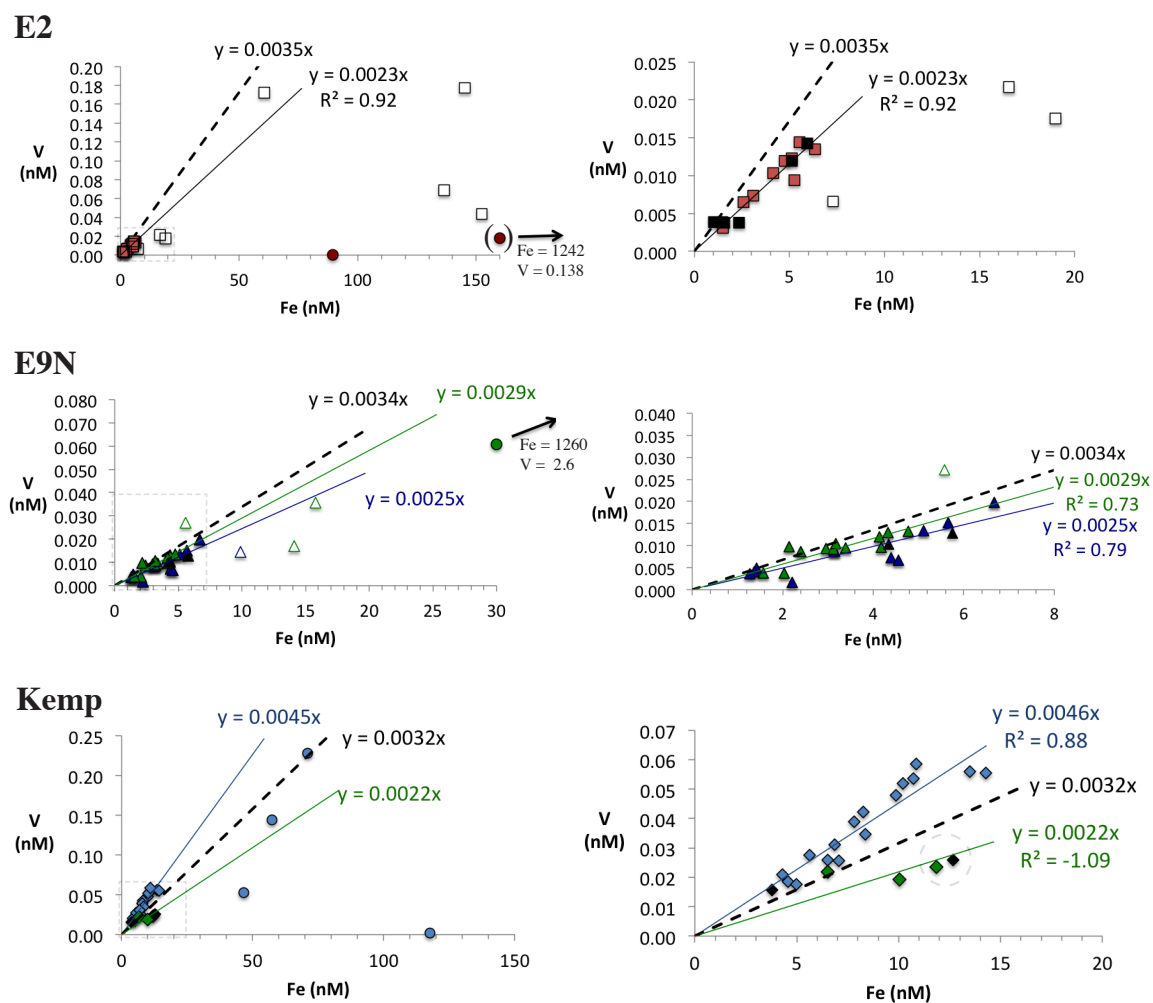 E2
y = 0.0035x
y = 0.0023x
R² = 0.92
0.20
0.18
0.16
0.14
0.12
0.10
0.08
0.06
0.04
0.02
0.00
V
(nM)
0
50
100
150
Fe (nM)
( )
Fe = 1242
V = 0.138
y = 0.0035x
y = 0.0023x
R² = 0.92
0.025
0.020
0.015
0.010
0.005
0.000
V
(nM)
0
5
10
15
20
Fe (nM)
E9N
y = 0.0034x
y = 0.0029x
y = 0.0025x
0.080
0.070
0.060
0.050
0.040
0.030
0.020
0.010
0.000
V
(nM)
0
5
10
15
20
25
30
Fe (nM)
Fe = 1260
V = 2.6
0.040
0.035
0.030
0.025
0.020
0.015
0.010
0.005
0.000
V
(nM)
y = 0.0034x
y = 0.0029x
R² = 0.73
y = 0.0025x
R² = 0.79
0
2
4
6
8
Fe (nM)
Kemp
y = 0.0045x
y = 0.0032x
y = 0.0022x
0.25
0.20
0.15
0.10
0.05
0.00
V
(nM)
0
50
100
150
Fe (nM)
y = 0.0046x
R² = 0.88
y = 0.0032x
y = 0.0022x
R² = -1.09
0.07
0.06
0.05
0.04
0.03
0.02
0.01
0.00
V
(nM)
0
5
10
15
20
Fe (nM)